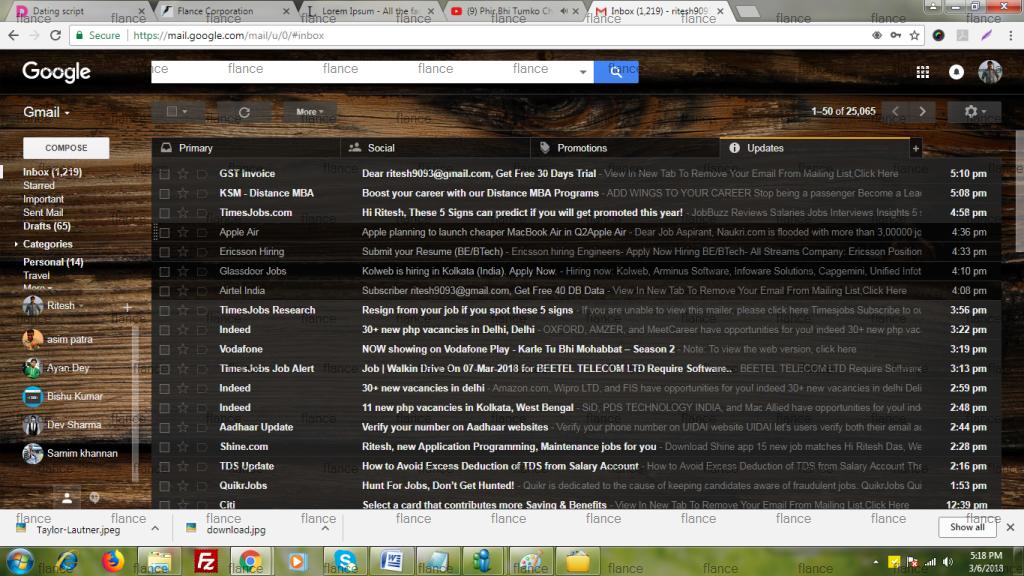 Dating script
Flance Corporation
Lorem Ipsum - All the fa
(9) Phir Bhi Tumko Ch
Inbox (1,219) - ritesh909
Secure https://mail.google.com/mail/u/0/#inbox
flance flance flance flance flance
Google
Gmail
More
1–50 of 25,065
COMPOSE
Primary
Social
Promotions
Updates
+
Inbox (1,219)
Starred
Important
Sent Mail
Drafts (65)
Categories
Personal (14)
Travel
More
Ritesh
+
asim patra
Ayan Dey
Bishu Kumar
Dev Sharma
Samim khannan
GST Invoice Dear ritesh9093@gmail.com, Get Free 30 Days Trial - View In New Tab To Remove Your Email From Mailing List,Click Here 5:10 pm
KSM - Distance MBA Boost your career with our Distance MBA Programs - ADD WINGS TO YOUR CAREER Stop being a passenger Become a Lea 5:08 pm
TimesJobs.com Hi Ritesh, These 5 Signs can predict if you will get promoted this year! - JobBuzz Reviews Salaries Jobs Interviews Insights 5 s 4:58 pm
Apple Air Apple planning to launch cheaper MacBook Air in Q2Apple Air - Dear Job Aspirant, Naukri.com is flooded with more than 3,00000 jo 4:36 pm
Ericsson Hiring Submit your Resume (BE/BTech) - Ericsson hiring Engineers- Apply Now Hiring BE/BTech- All Streams Company: Ericsson Position 4:33 pm
Glassdoor Jobs Kolweb is hiring in Kolkata (India). Apply Now. - Hiring now: Kolweb, Arminus Software, Infoware Solutions, Capgemini, Unified Infot 4:10 pm
Airtel India Subscriber ritesh9093@gmail.com, Get Free 40 DB Data - View In New Tab To Remove Your Email From Mailing List,Click Here 4:08 pm
TimesJobs Research Resign from your job if you spot these 5 signs - If you are unable to view this mailer, please click here Timesjobs Subscribe to ou 3:56 pm
Indeed 30+ new php vacancies in Delhi, Delhi - OXFORD, AMZER, and MeetCareer have opportunities for you! indeed 30+ new php vac 3:22 pm
Vodafone NOW showing on Vodafone Play - Karle Tu Bhi Mohabbat – Season 2 - Note: To view the web version, click here 3:19 pm
TimesJobs Job Alert Job | Walkin Drive On 07-Mar-2018 for BEETEL TELECOM LTD Require Software.. - BEETEL TELECOM LTD Require Software 3:13 pm
Indeed 30+ new php vacancies in delhi - Amazon.com, Wipro LTD, and FIS have opportunities for you! indeed 30+ new php vacancies in delhi Deli 2:59 pm
Indeed 11 new php vacancies in Kolkata, West Bengal - SiD, PDS TECHNOLOGY INDIA, and Mac Allied have opportunities for you! ind 2:48 pm
Aadhaar Update Verify your number on Aadhaar websites - Verify your phone number on UIDAI website UIDAI let's users verify both their email ad 2:44 pm
Shine.com Ritesh, new Application Programming, Maintenance jobs for you - Download Shine app 15 new job matches Hi Ritesh Das, We 2:28 pm
TDS Update How to Avoid Excess Deduction of TDS from Salary Account - How to Avoid Excess Deduction of TDS from Salary Account The 2:16 pm
QuikrJobs Hunt For Jobs, Don't Get Hunted! - Quikr is dedicated to the cause of keeping candidates aware of fraudulent jobs. QuikrJobs Qui 1:53 pm
Citi Select a card that contributes more Saving & Benefits - View In New Tab To Remove Your Email From Mailing List,Click Here 12:39 pm
Taylor-Lautner.jpeg
download.jpg
Show all
5:18 PM
3/6/2018